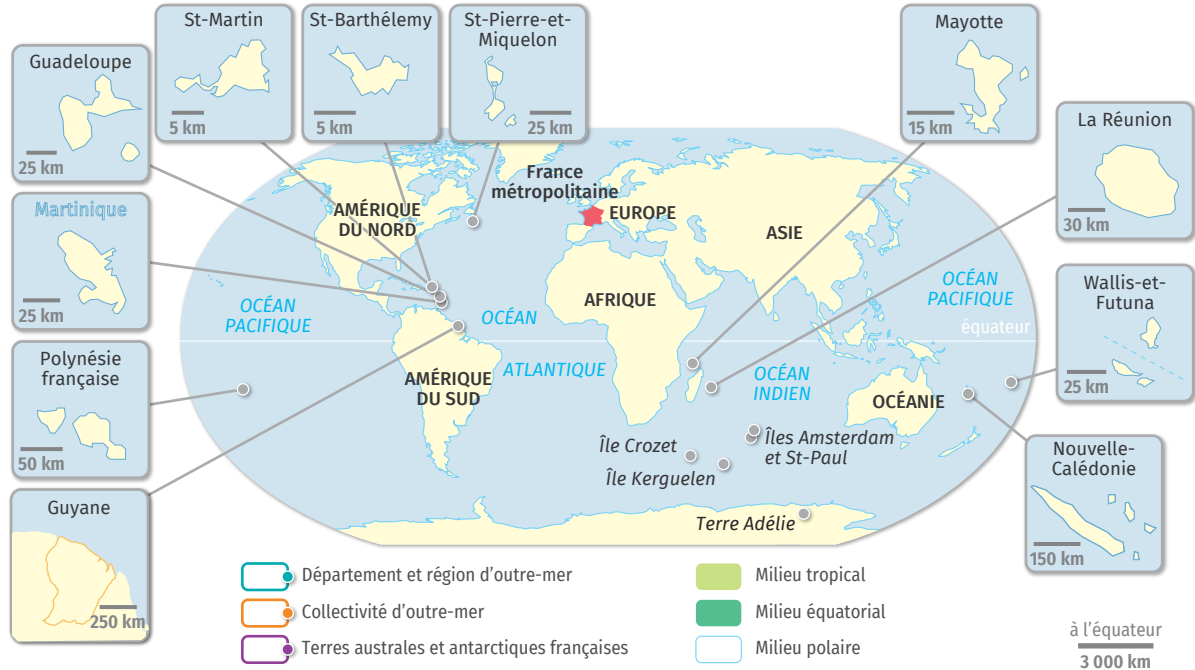 St-Martin
5 km
St-Barthélemy
5 km
St-Pierre-et-
Miquelon
25 km
Mayotte
15 km
Guadeloupe
25 km
La Réunion
30 km
Martinique
25 km
Wallis-et-
Futuna
25 km
Polynésie
française
50 km
Nouvelle-
Calédonie
150 km
Guyane
250 km
France
métropolitaine
AMÉRIQUE
DU NORD
EUROPE
ASIE
AFRIQUE
OCÉAN
PACIFIQUE
OCÉAN
ATLANTIQUE
OCÉAN
PACIFIQUE
équateur
AMÉRIQUE
DU SUD
OCÉAN
INDIEN
OCÉANIE
Île Crozet
Îles Amsterdam
et St-Paul
Île Kerguelen
Terre Adélie
Département et région d'outre-mer
Collectivité d'outre-mer
Terres australes et antarctiques françaises
Milieu tropical
Milieu équatorial
Milieu polaire
à l'équateur
3 000 km